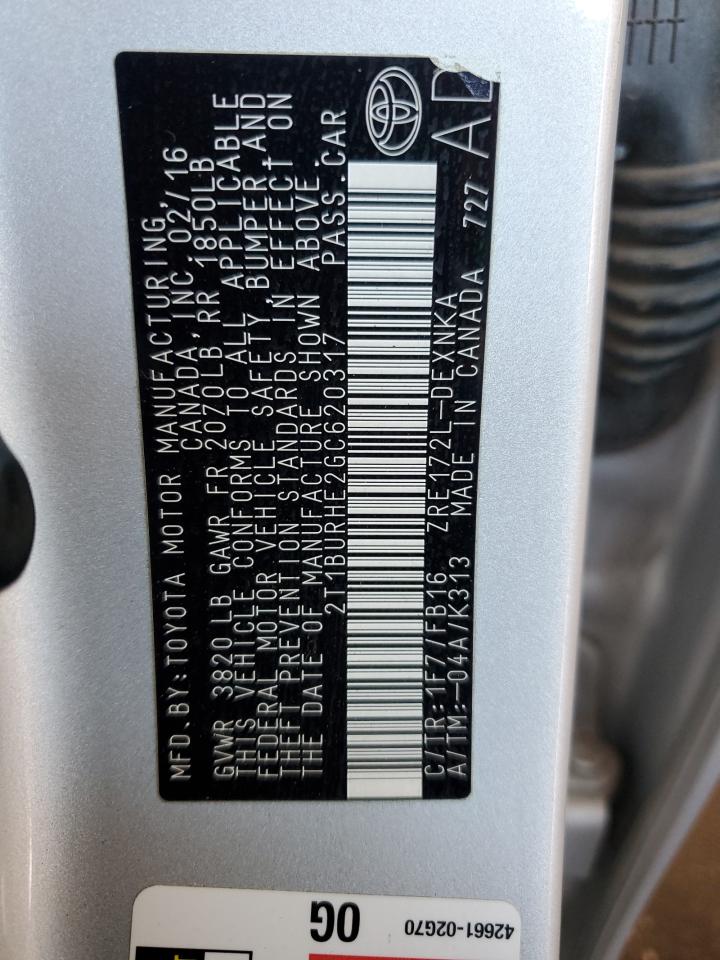 MFD.BY:TOYOTA MOTOR MANUFACTURING,
CANADA, INC. 02/16
GVWR 3820 LB GAWR FR 2070LB RR 1850LB
THIS VEHICLE CONFORMS TO ALL APPLICABLE
FEDERAL MOTOR VEHICLE SAFETY, BUMPER, AND
THEFT PREVENTION STANDARDS IN EFFECT ON
THE DATE OF MANUFACTURE SHOWN ABOVE.
2T1BURHE2GC620317 PASS.CAR
C/TR:1F7/FB16 ZRE172L-DEXNKA
A/TM:-04A/K313 MADE IN CANADA 727
0G
42661-02G70